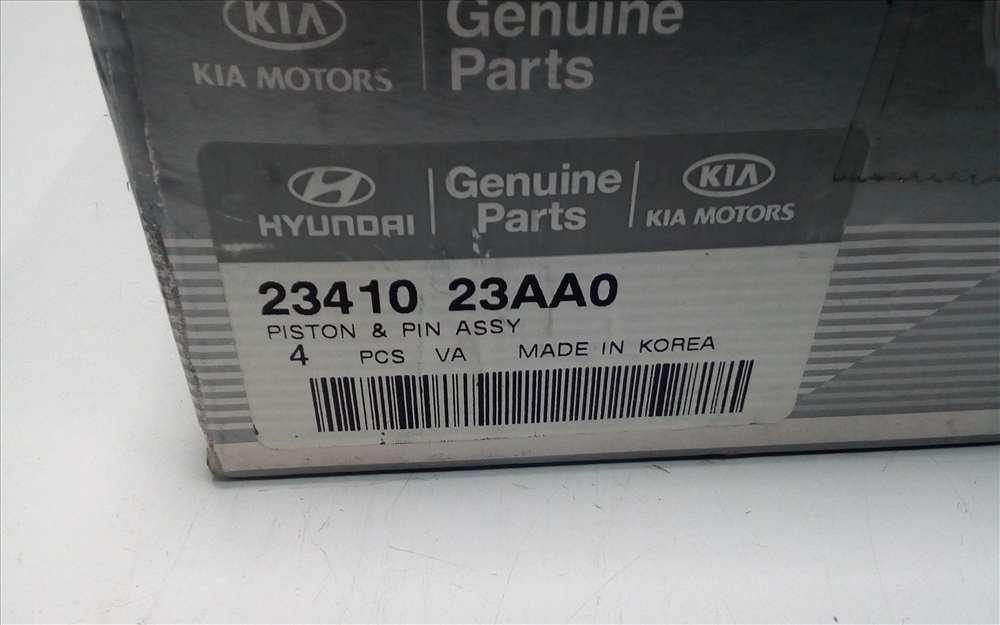 KIA
KIA MOTORS
Genuine
Parts
HYUNDAI
Genuine
Parts
KIA
KIA MOTORS
23410 23AA0
PISTON & PIN ASSY
4 PCS VA MADE IN KOREA